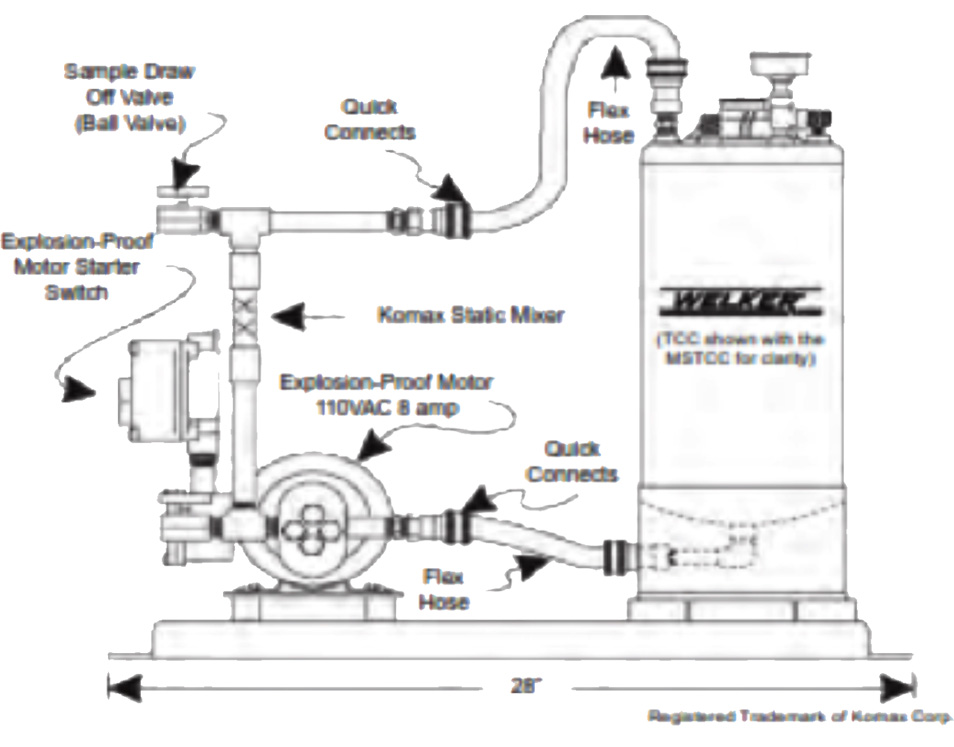 Sample Draw
Off Valve
(Ball Valve)
Quick
Connects
Flex
Hose
Explosion-Proof
Motor Starter
Switch
WELKER
(TCC shown with the
MSTCC for clarity)
Komax Static Mixer
Explosion-Proof Motor
110VAC 8 amp
Quick
Connects
Flex
Hose
28"
Registered Trademark of Komax Corp.